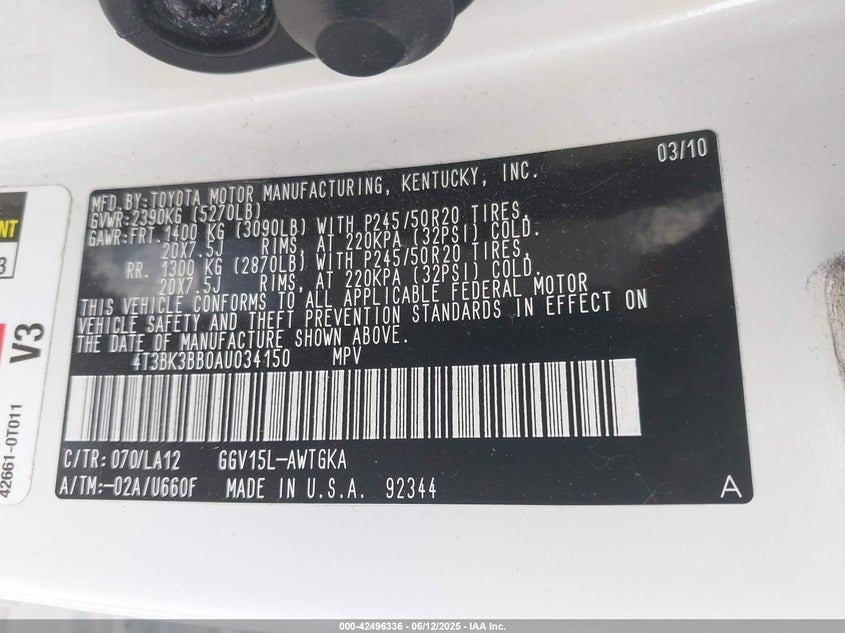 03/10
MFD. BY: TOYOTA MOTOR MANUFACTURING, KENTUCKY, INC.
GVWR: 2390KG (5270LB)
GAWR: FRT. 1400 KG (3090LB) WITH P245/50R20 TIRES,
20X7.5J RIMS, AT 220KPA (32PSI) COLD.
RR. 1300 KG (2870LB) WITH P245/50R20 TIRES,
20X7.5J RIMS, AT 220KPA (32PSI) COLD.
THIS VEHICLE CONFORMS TO ALL APPLICABLE FEDERAL MOTOR
VEHICLE SAFETY AND THEFT PREVENTION STANDARDS IN EFFECT ON
THE DATE OF MANUFACTURE SHOWN ABOVE.
4T3BK3BB0AU034150 MPV
C/TR: 070/LA12 GGV15L-AWTGKA
A/TM:-02A/U660F MADE IN U.S.A. 92344
A
NT
3
V3
42661-0T011
000-42496336 - 06/12/2025 - IAA Inc.